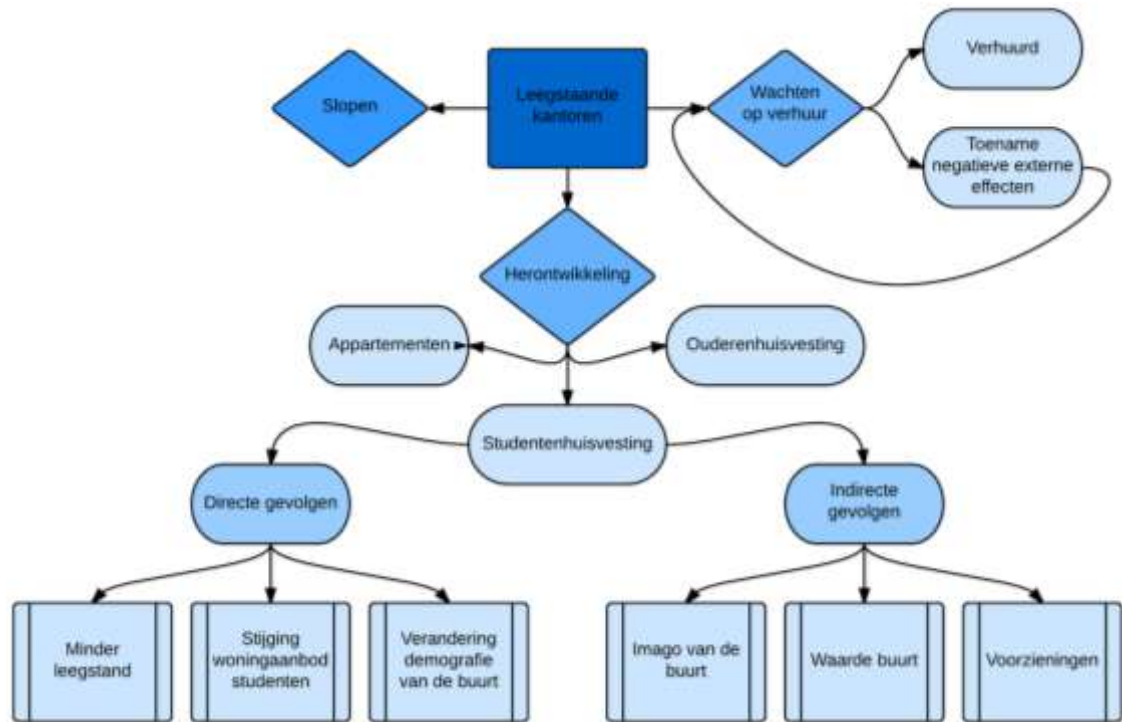 Slopen
Leegstaande
kantoren
Wachten
op verhuur
Verhuurd
Toename
negatieve externe
effecten
Herontwikkeling
Appartementen
Ouderenhuisvesting
Studentenhuisvesting
Directe gevolgen
Indirecte
gevolgen
Minder
leegstand
Stijging
woningaanbod
studenten
Verandering
demografie
van de buurt
Imago van de
buurt
Waarde buurt
Voorzieningen